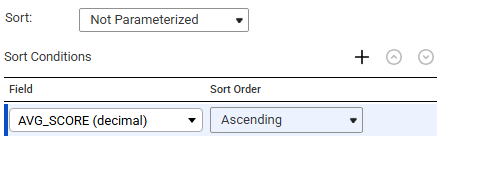 Sort: Not Parameterized
Sort Conditions
Field Sort Order
AVG_SCORE (decimal) Ascending